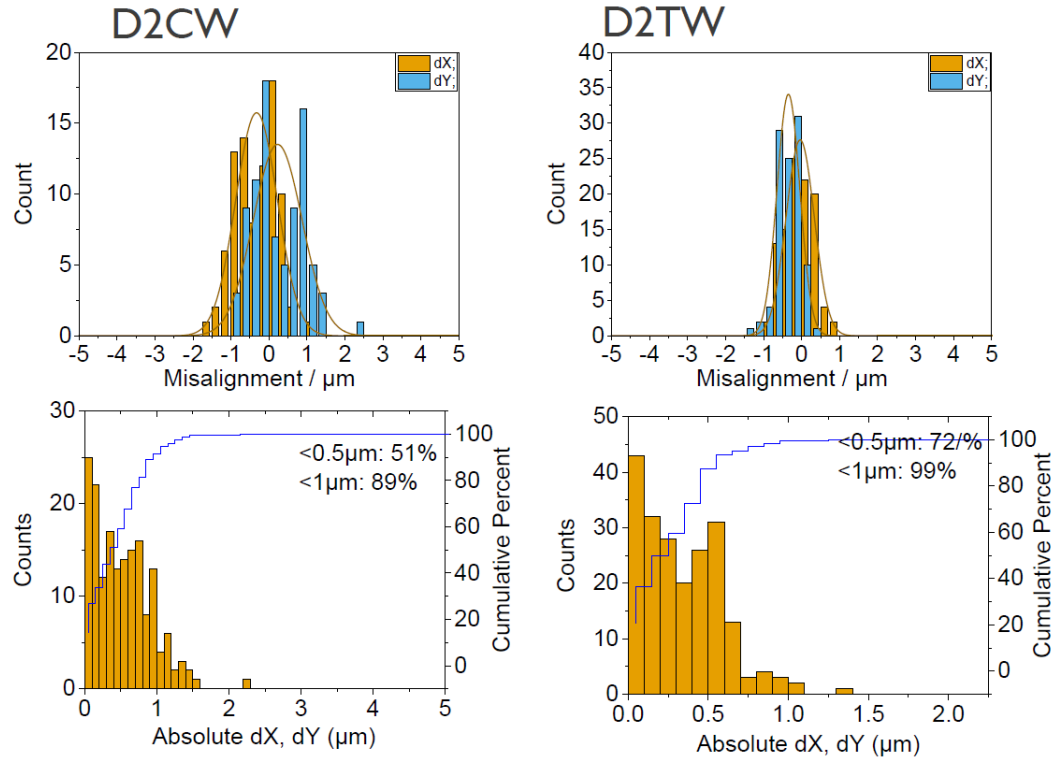 D2CW
D2TW
20
15
10
5
0
Count
dX;
dY;
-5 -4 -3 -2 -1 0 1 2 3 4 5
Misalignment / µm
40
35
30
25
20
15
10
5
0
Count
dX;
dY;
-5 -4 -3 -2 -1 0 1 2 3 4 5
Misalignment / µm
30
20
10
0
Counts
<0.5µm: 51%
<1µm: 89%
100
80
60
40
20
0
Cumulative Percent
0 2 4
Absolute dX, dY (µm)
50
40
30
20
10
0
Counts
<0.5µm: 72/%
<1µm: 99%
100
80
60
40
20
0
Cumulative Percent
0.0 0.5 1.0 1.5 2.0
Absolute dX, dY (µm)